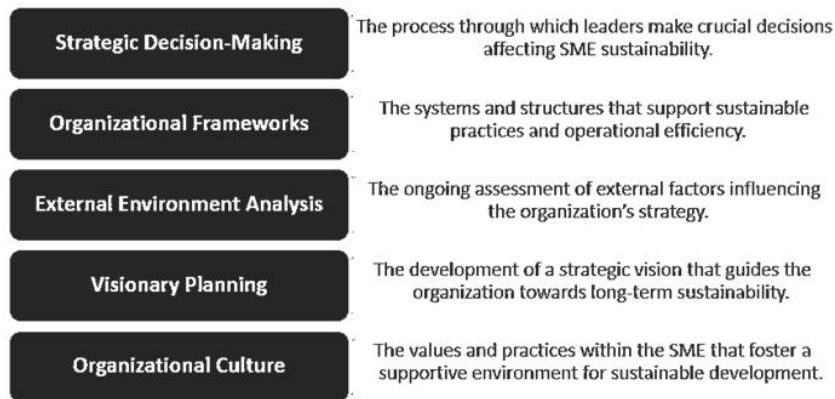 Strategic Decision-Making
The process through which leaders make crucial decisions
affecting SME sustainability.
Organizational Frameworks
The systems and structures that support sustainable
practices and operational efficiency.
External Environment Analysis
The ongoing assessment of external factors influencing
the organization's strategy.
Visionary Planning
The development of a strategic vision that guides the
organization towards long-term sustainability.
Organizational Culture
The values and practices within the SME that foster a
supportive environment for sustainable development.